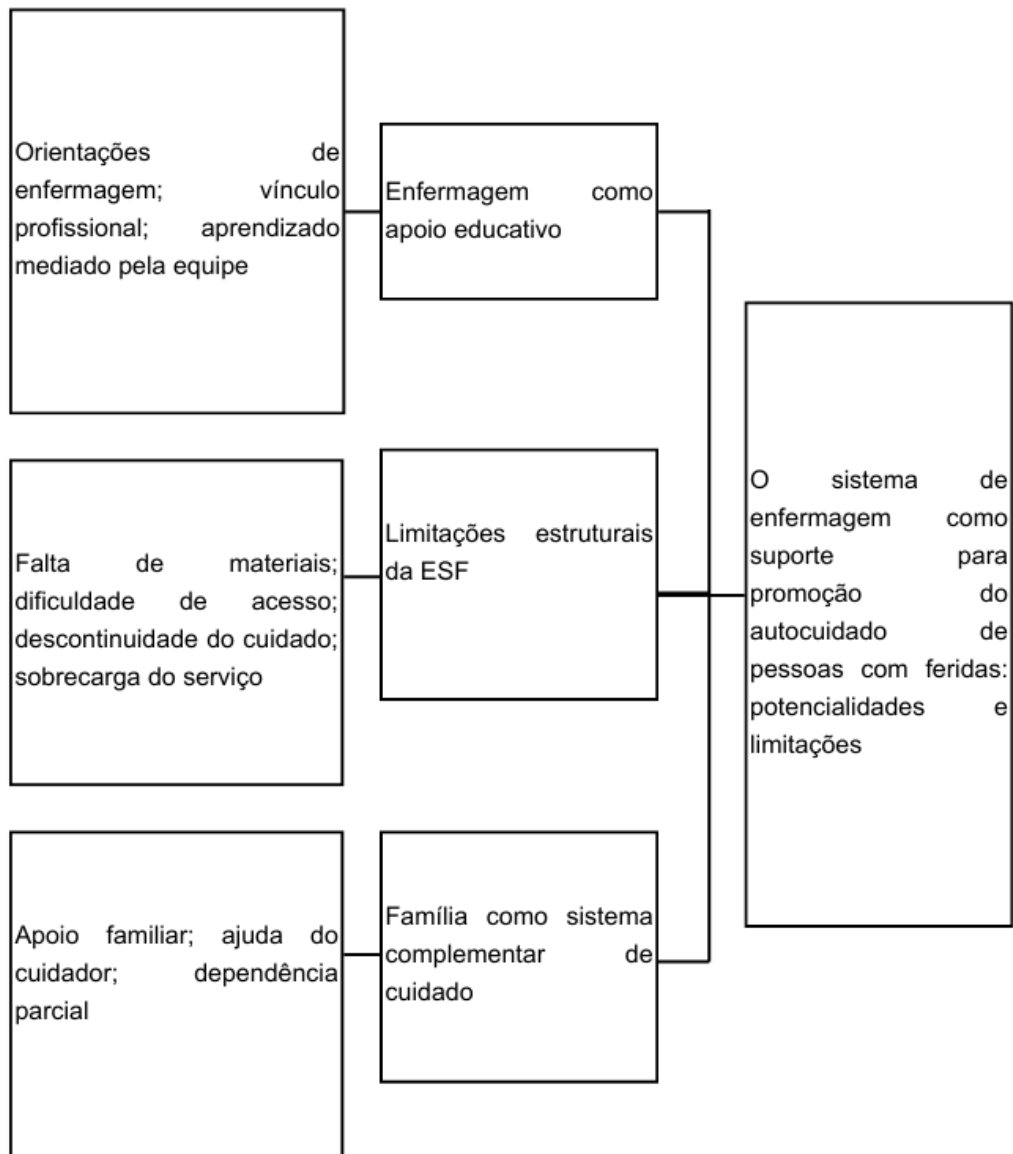 Orientações de
enfermagem; vínculo
profissional; aprendizado
mediado pela equipe
Enfermagem como
apoio educativo
Falta de materiais;
dificuldade de acesso;
descontinuidade do cuidado;
sobrecarga do serviço
Limitações estruturais
da ESF
Apoio familiar; ajuda do
cuidador; dependência
parcial
Família como sistema
complementar de
cuidado
O sistema de
enfermagem como
suporte para
promoção do
autocuidado de
pessoas com feridas:
potencialidades e
limitações